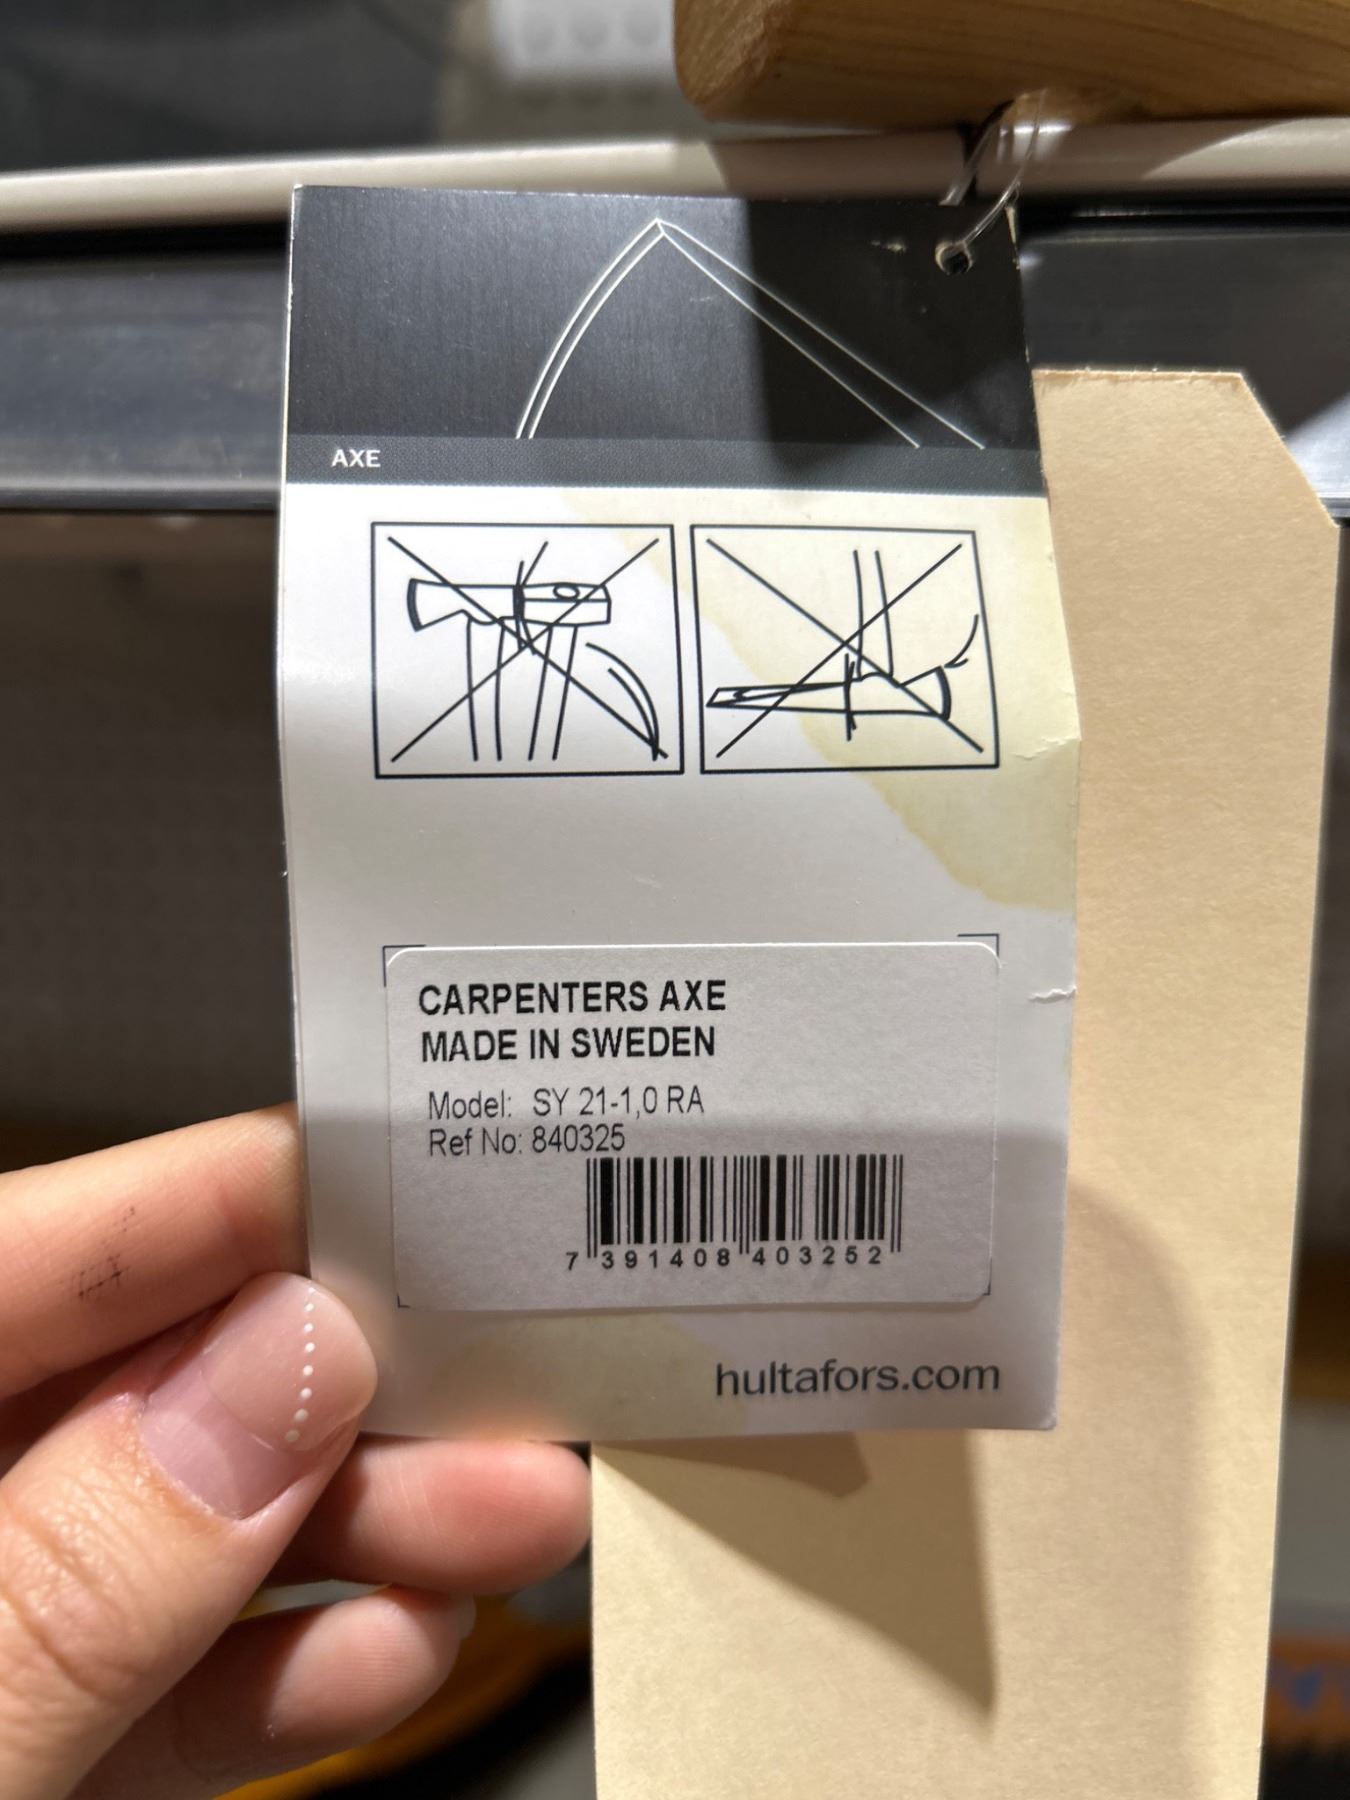 AXE
CARPENTERS AXE
MADE IN SWEDEN
Model: SY 21-1,0 RA
Ref No: 840325
7 391408 403252
hultafors.com